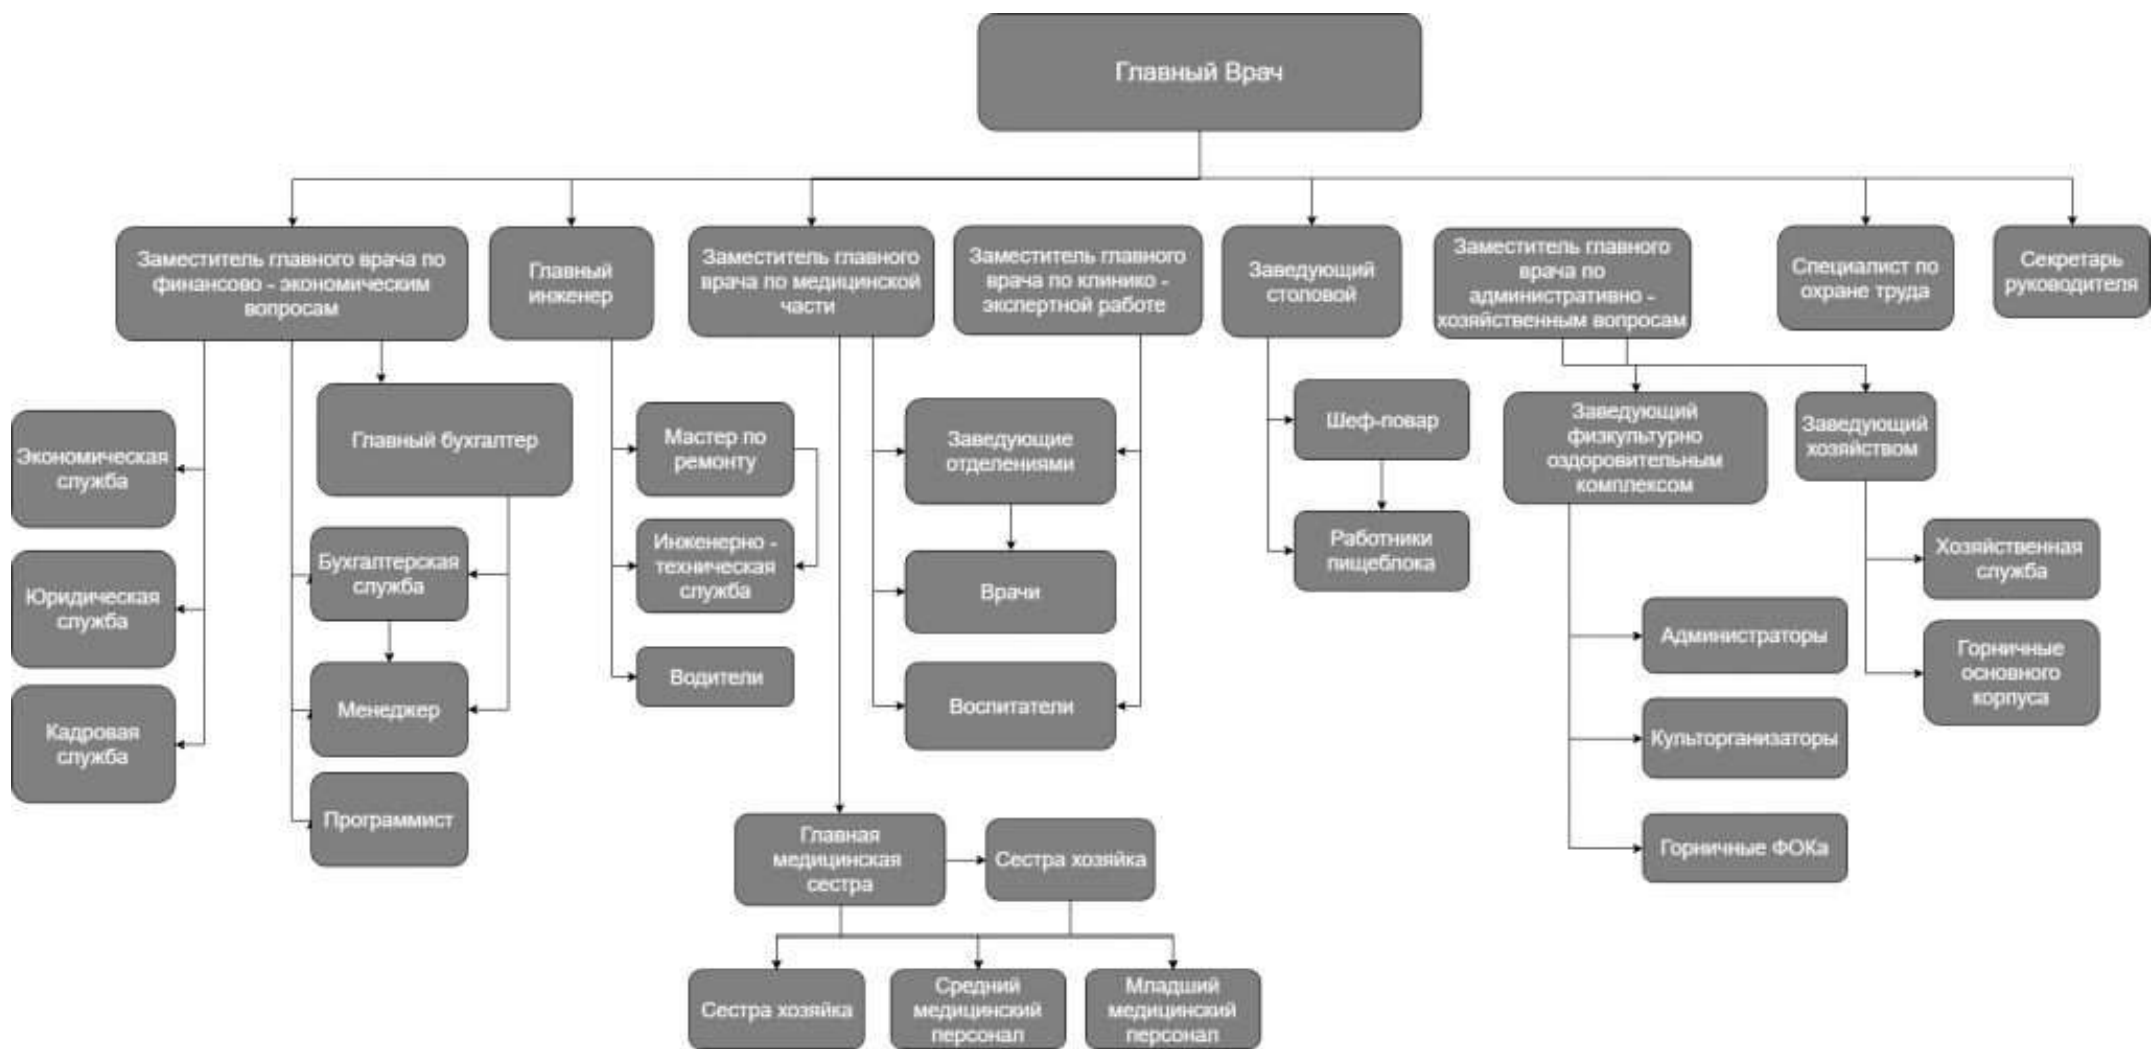 Главный Врач
Заместитель главного врача по
финансово - экономическим
вопросам
Главный
инженер
Заместитель главного
врача по медицинской
части
Заместитель главного
врача по клинико -
экспертной работе
Заведующий
столовой
Заместитель главного
врача по
административно -
хозяйственным вопросам
Специалист по
охране труда
Секретарь
руководителя
Экономическая
служба
Юридическая
служба
Кадровая
служба
Главный бухгалтер
Бухгалтерская
служба
Менеджер
Программист
Мастер по
ремонту
Инженерно -
техническая
служба
Водители
Заведующие
отделениями
Врачи
Воспитатели
Главная
медицинская
сестра
Сестра хозяйка
Сестра хозяйка
Средний
медицинский
персонал
Младший
медицинский
персонал
Шеф-повар
Работники
пищеблока
Заведующий
физкультурно
оздоровительным
комплексом
Администраторы
Культорганизаторы
Горничные ФОКа
Заведующий
хозяйством
Хозяйственная
служба
Горничные
основного
корпуса